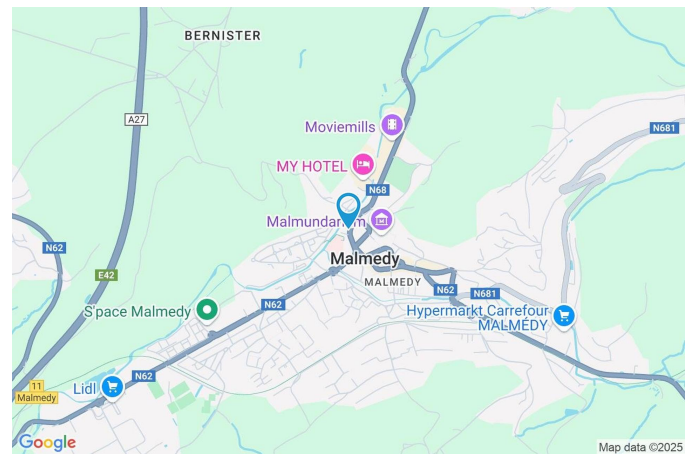 BERNISTER
A27
Moviemills
N681
MY HOTEL
N68
Malmundarium
N62
Malmedy
E42
MALMEDY
N62
N681
S'pace Malmedy
N62
Hypermarkt Carrefour
MALMÉDY
11
Malmedy
Lidl
N62
Google
Map data ©2025